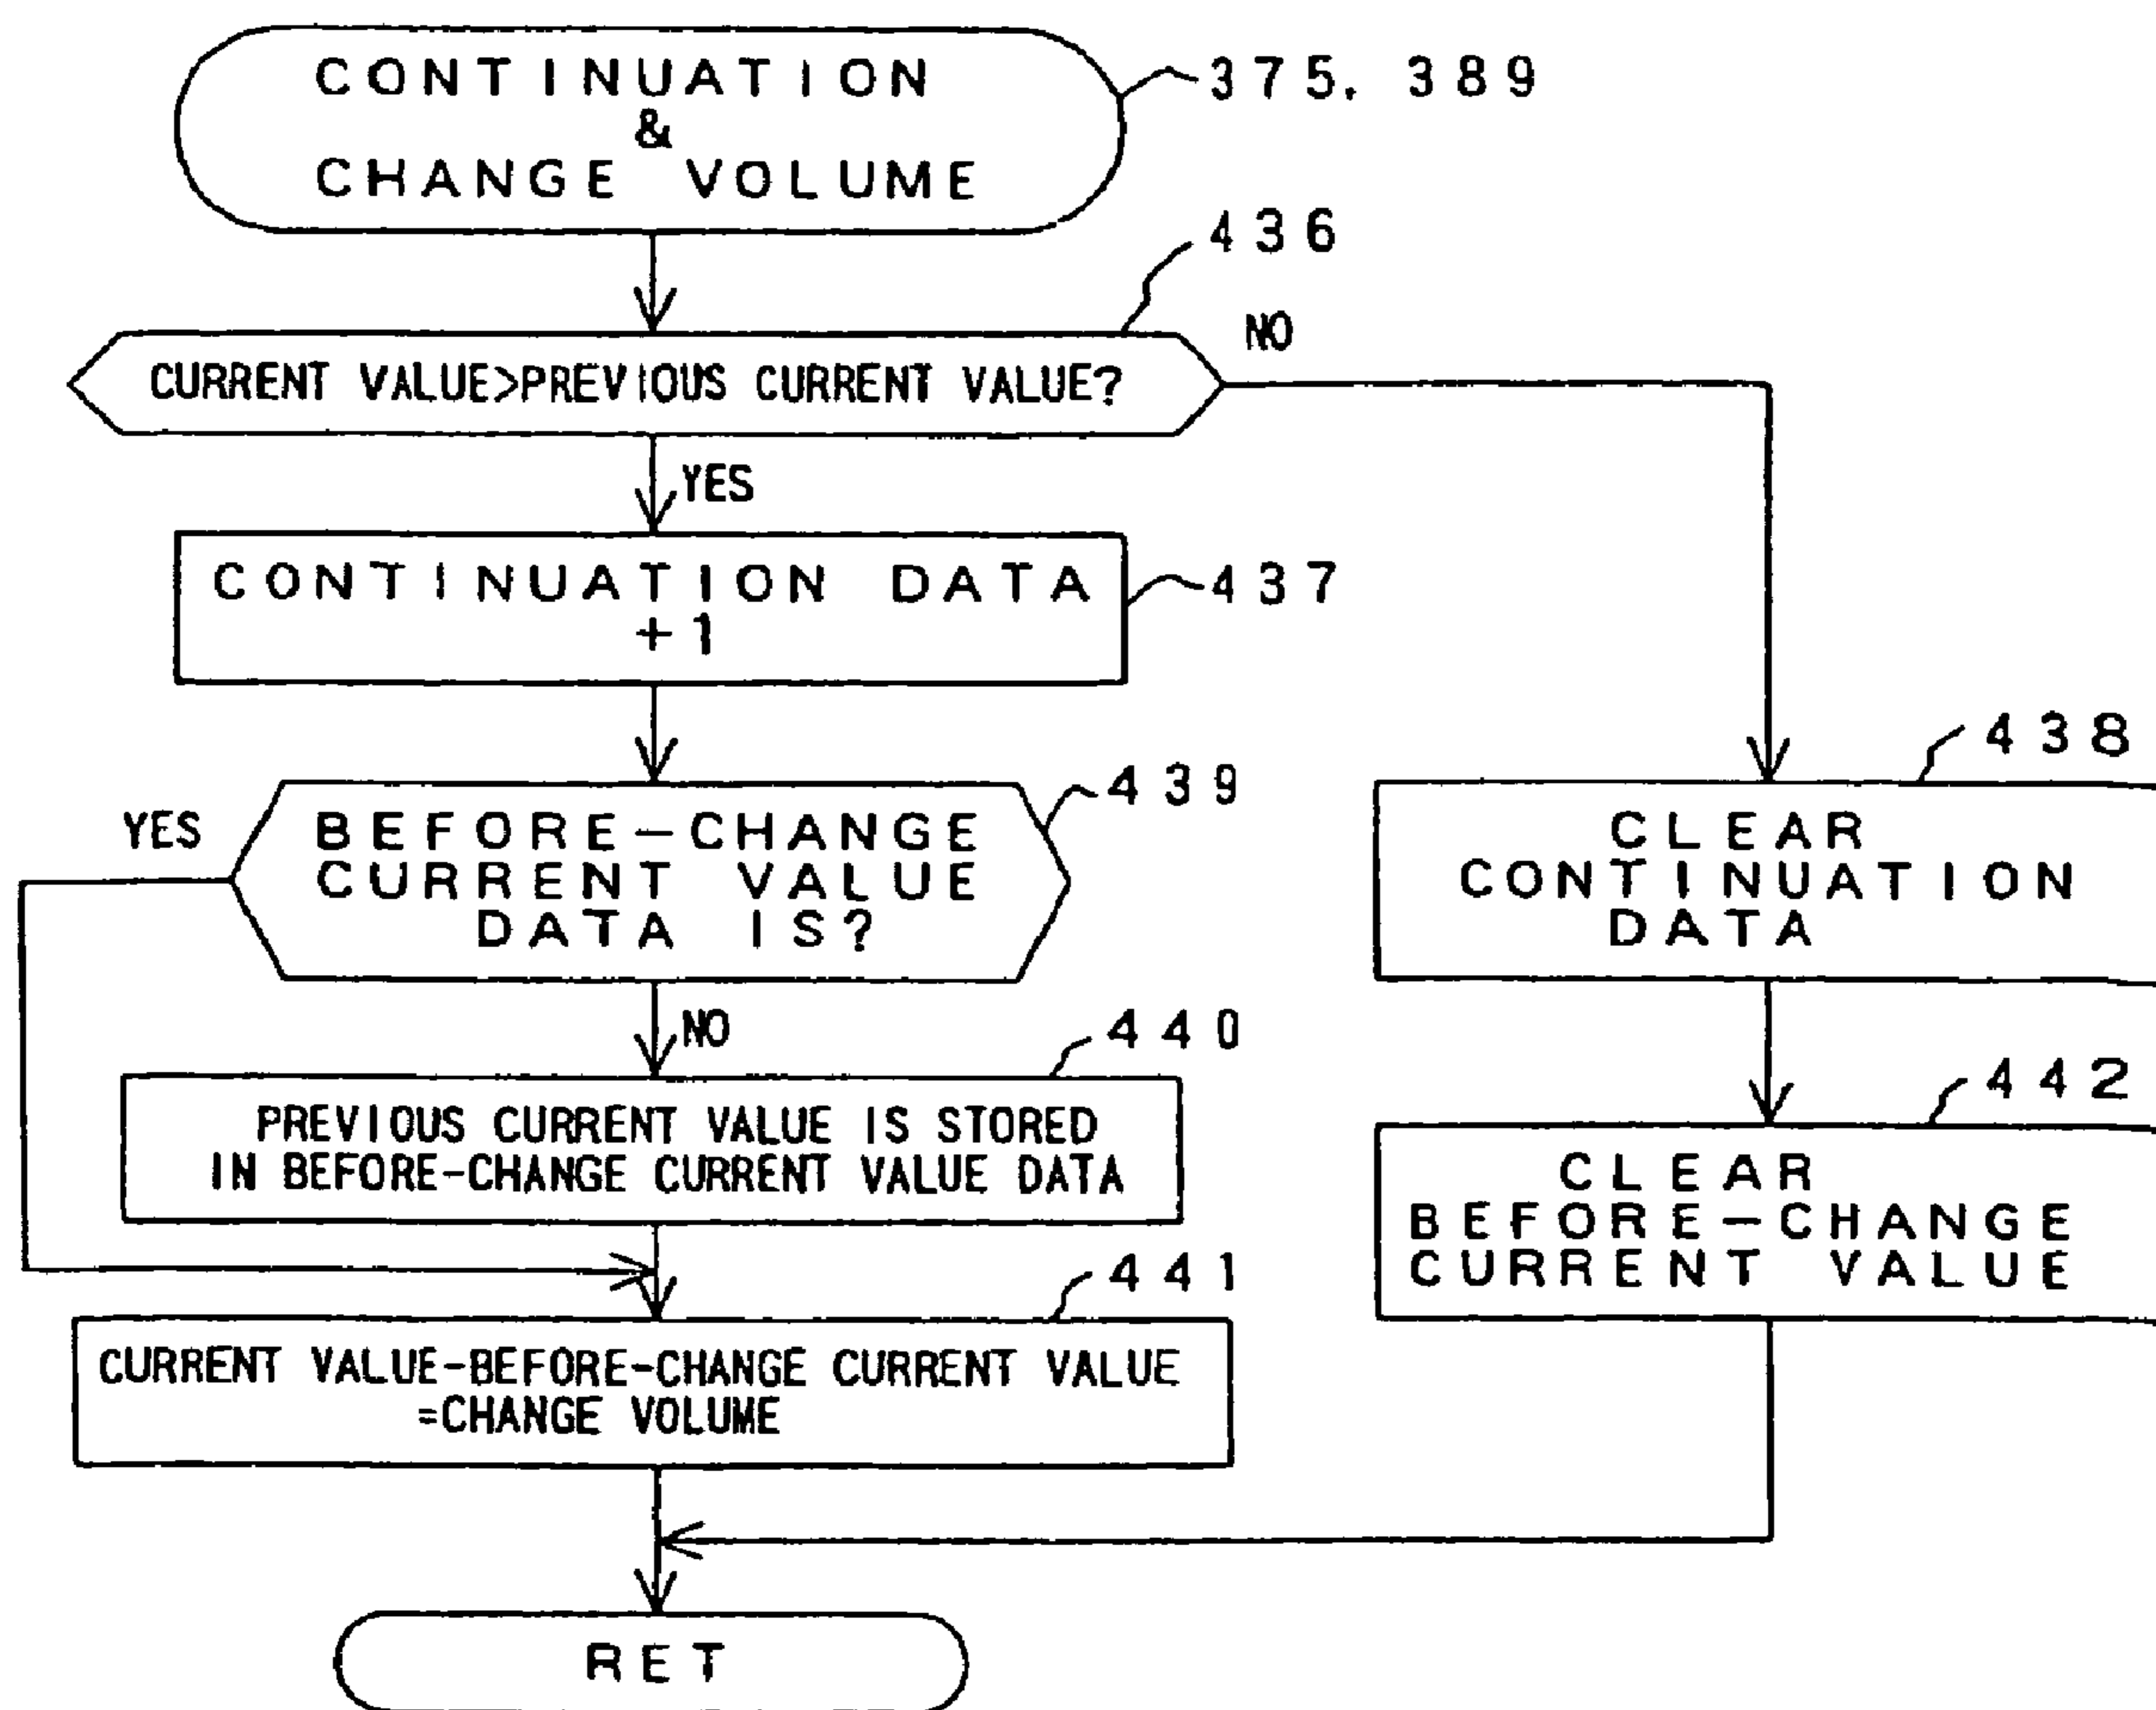 CONTINUATION
&
CHANGE VOLUME
375, 389
436
CURRENT VALUE>PREVIOUS CURRENT VALUE?
NO
YES
CONTINUATION DATA
+1
437
439
YES
BEFORE-CHANGE
CURRENT VALUE
DATA IS?
438
CLEAR
CONTINUATION
DATA
NO
440
PREVIOUS CURRENT VALUE IS STORED
IN BEFORE-CHANGE CURRENT VALUE DATA
442
CLEAR
BEFORE-CHANGE
CURRENT VALUE
441
CURRENT VALUE-BEFORE-CHANGE CURRENT VALUE
=CHANGE VOLUME
RET